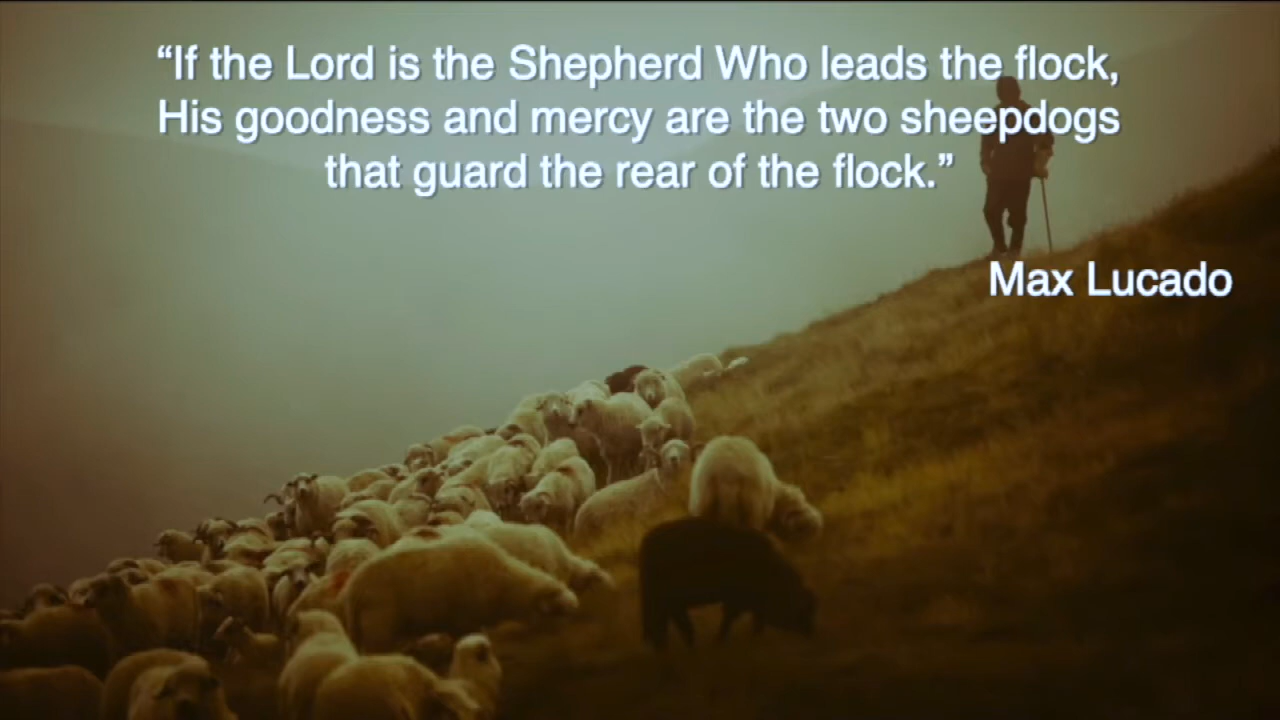 “If the Lord is the Shepherd Who leads the flock,
His goodness and mercy are the two sheepdogs
that guard the rear of the flock.”
Max Lucado